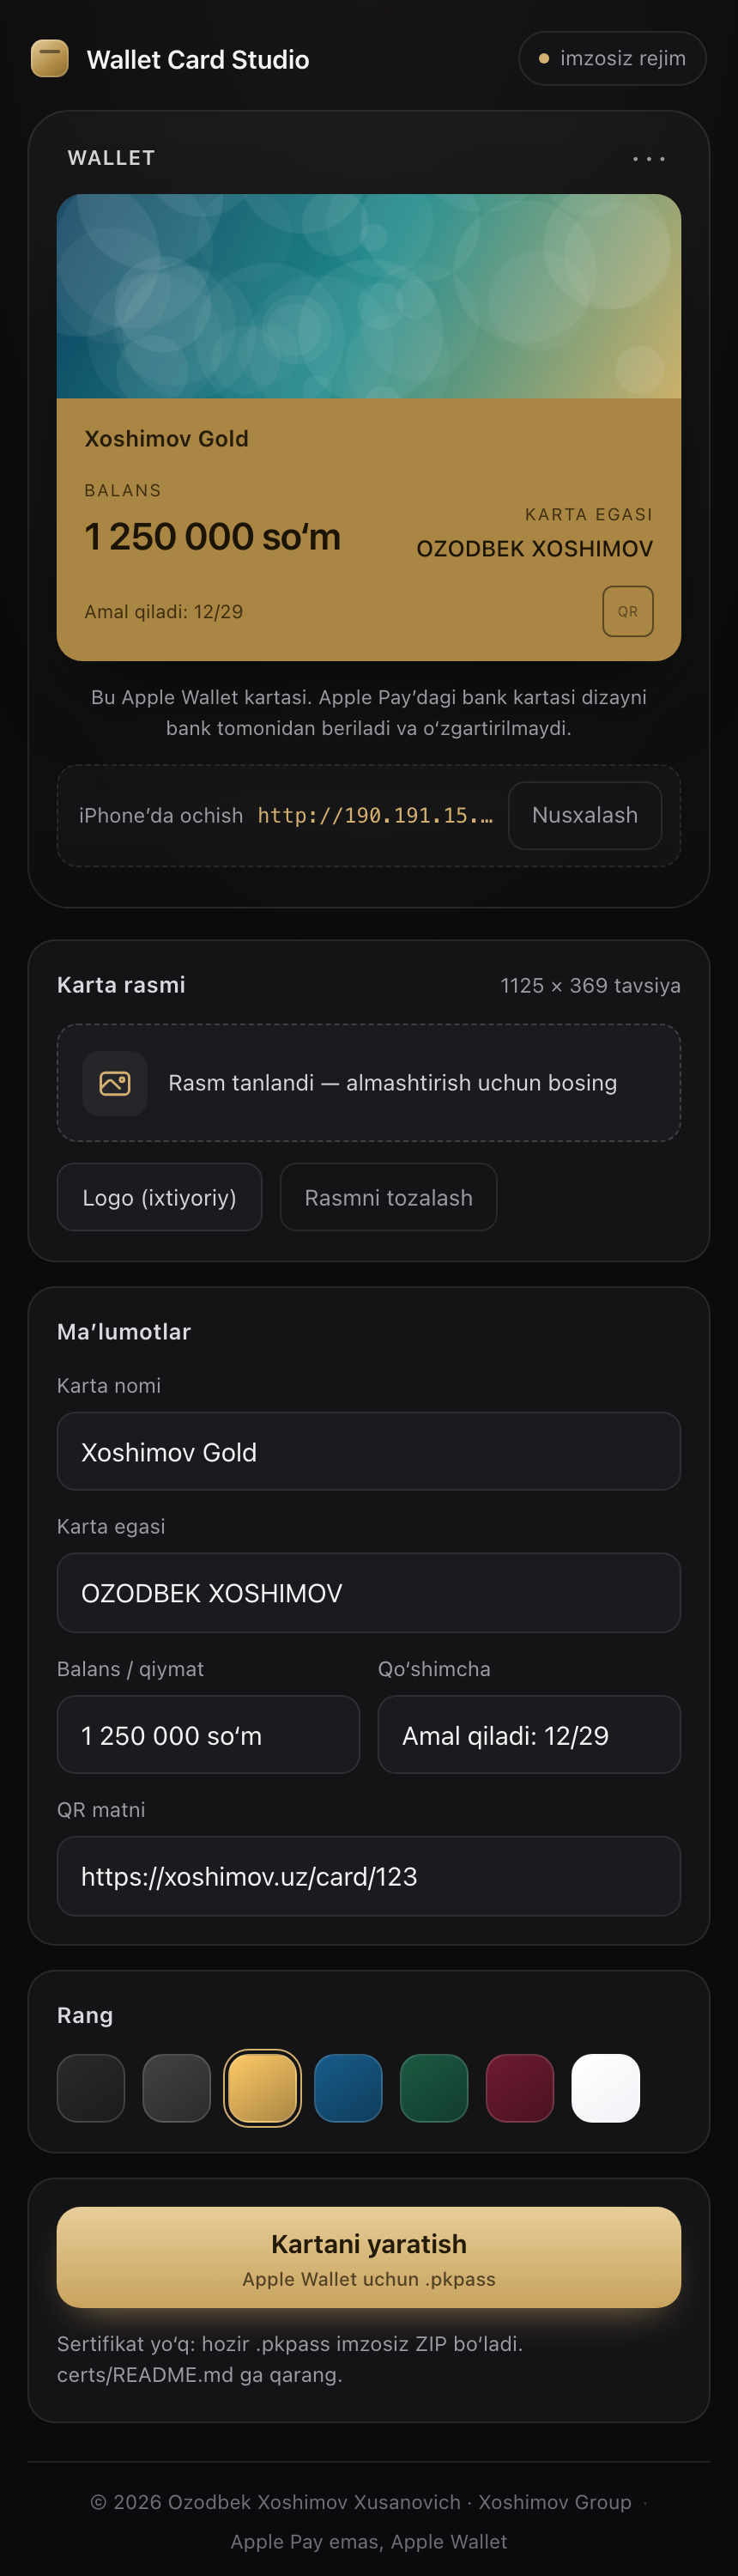 Wallet Card Studio
imzosiz rejim
WALLET
Xoshimov Gold
BALANS
1 250 000 so‘m
KARTA EGASI
OZODBEK XOSHIMOV
Amal qiladi: 12/29
QR
Bu Apple Wallet kartasi. Apple Pay’dagi bank kartasi dizayni
bank tomonidan beriladi va o‘zgartirilmaydi.
iPhone’da ochish http://190.191.15.…
Nusxalash
Karta rasmi
1125 × 369 tavsiya
Rasm tanlandi — almashtirish uchun bosing
Logo (ixtiyoriy)
Rasmni tozalash
Ma’lumotlar
Karta nomi
Xoshimov Gold
Karta egasi
OZODBEK XOSHIMOV
Balans / qiymat
Qo‘shimcha
1 250 000 so‘m
Amal qiladi: 12/29
QR matni
https://xoshimov.uz/card/123
Rang
Kartani yaratish
Apple Wallet uchun .pkpass
Sertifikat yo‘q: hozir .pkpass imzosiz ZIP bo‘ladi.
certs/README.md ga qarang.
© 2026 Ozodbek Xoshimov Xusanovich · Xoshimov Group ·
Apple Pay emas, Apple Wallet